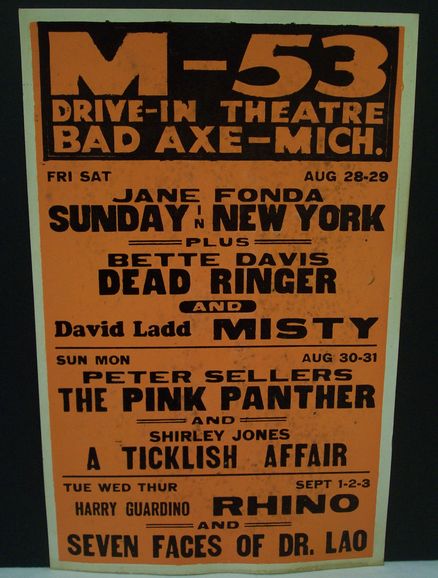 M-53
DRIVE-IN THEATRE
BAD AXE-MICH.
FRI SAT AUG 28-29
JANE FONDA
SUNDAY IN NEW YORK
PLUS
BETTE DAVIS
DEAD RINGER
AND
David Ladd MISTY
SUN MON AUG 30-31
PETER SELLERS
THE PINK PANTHER
AND
SHIRLEY JONES
A TICKLISH AFFAIR
TUE WED THUR SEPT 1-2-3
HARRY GUARDINO RHINO
AND
SEVEN FACES OF DR. LAO